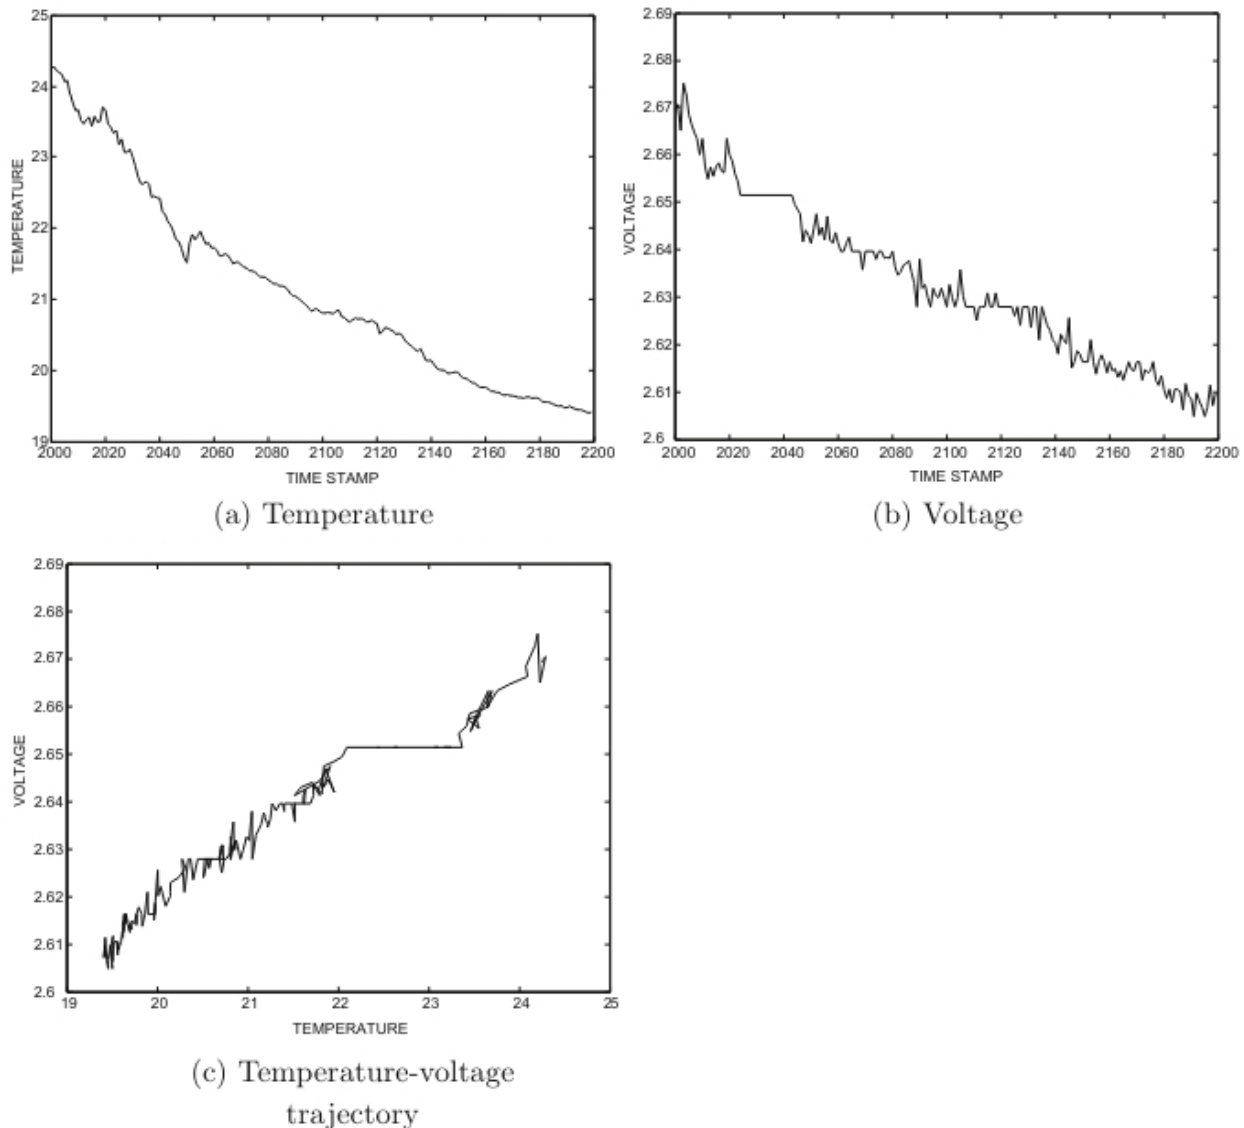 25
24
23
22
21
20
19
TEMPERATURE
2000 2020 2040 2060 2080 2100 2120 2140 2160 2180 2200
TIME STAMP
(a) Temperature
2.69
2.68
2.67
2.66
2.65
2.64
2.63
2.62
2.61
2.6
VOLTAGE
2000 2020 2040 2060 2080 2100 2120 2140 2160 2180 2200
TIME STAMP
(b) Voltage
2.69
2.68
2.67
2.66
2.65
2.64
2.63
2.62
2.61
2.6
VOLTAGE
19 20 21 22 23 24 25
TEMPERATURE
(c) Temperature-voltage
trajectory